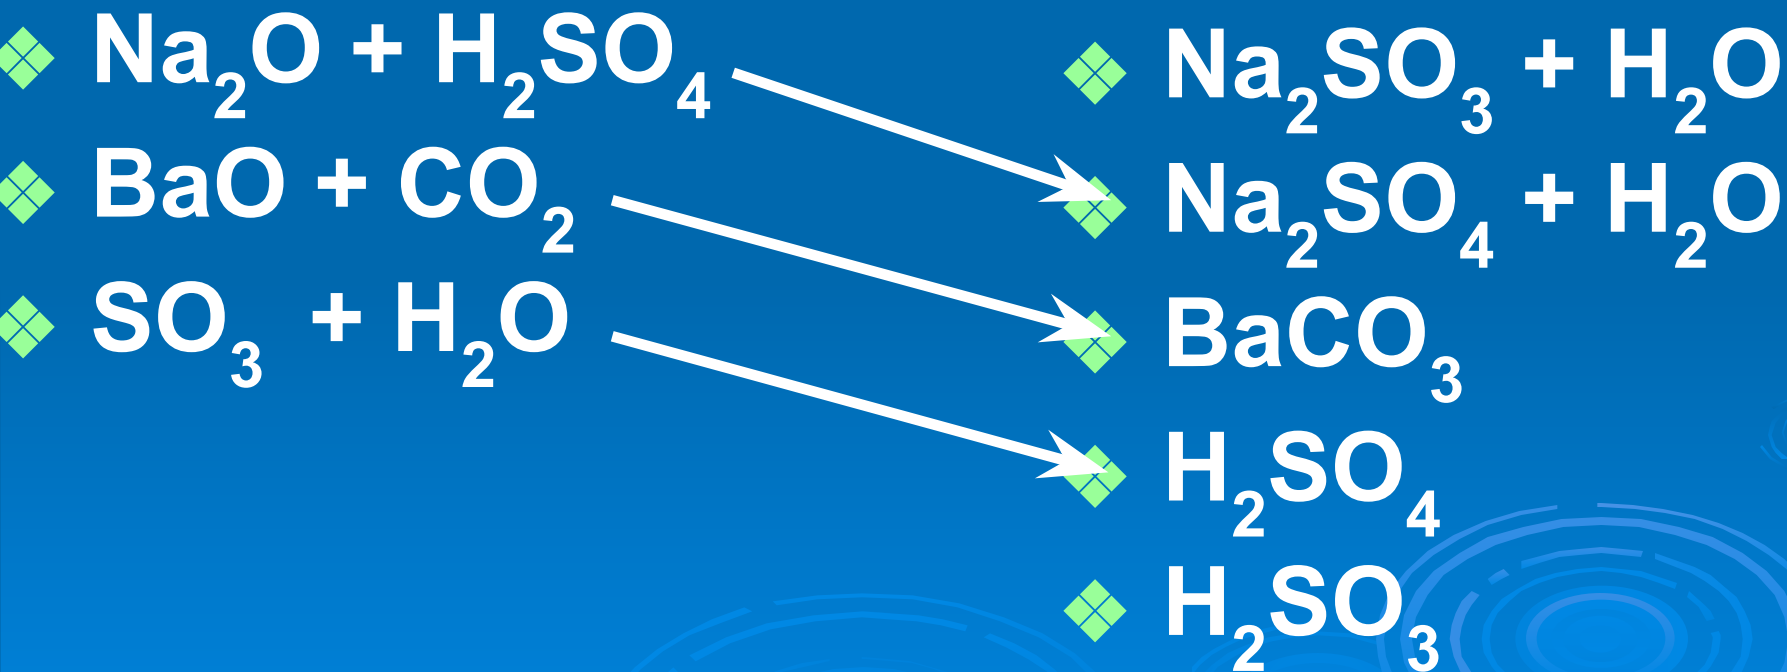 Na₂O + H₂SO₄
BaO + CO₂
SO₃ + H₂O
Na₂SO₃ + H₂O
Na₂SO₄ + H₂O
BaCO₃
H₂SO₄
H₂SO₃